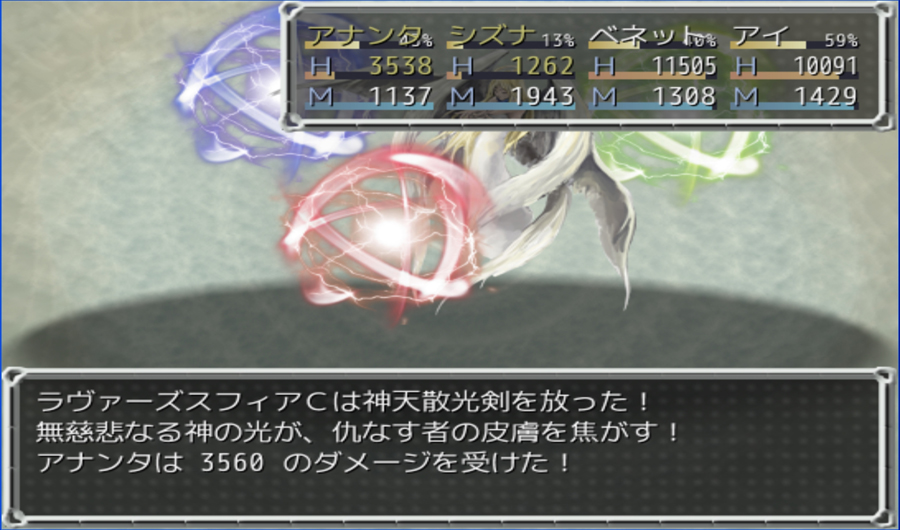 アナンタ シズナ 13% ベネット アイ 59%
H 3538 H 1262 H 11505 H 10091
M 1137 M 1943 M 1308 M 1429
ラヴァーズスフィアCは神天散光剣を放った!
無慈悲なる神の光が、仇なす者の皮膚を焦がす!
アナンタは 3560 のダメージを受けた!